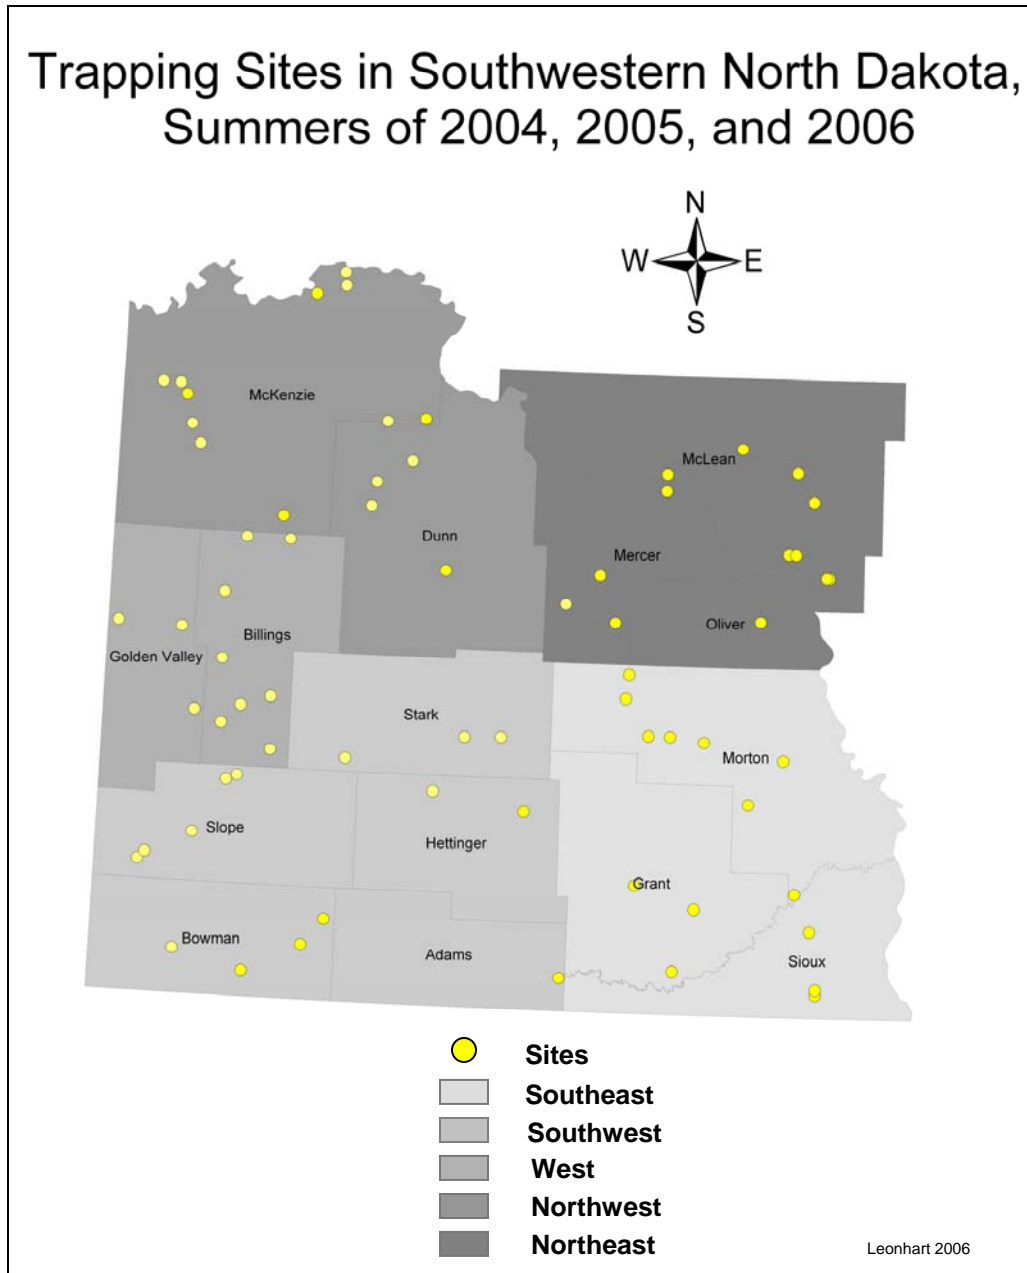 Trapping Sites in Southwestern North Dakota,
Summers of 2004, 2005, and 2006
N
W E
S
McKenzie
McLean
Dunn
Mercer
Oliver
Billings
Golden Valley
Stark
Morton
Slope
Hettinger
Grant
Bowman
Adams
Sioux
Sites
Southeast
Southwest
West
Northwest
Northeast
Leonhart 2006